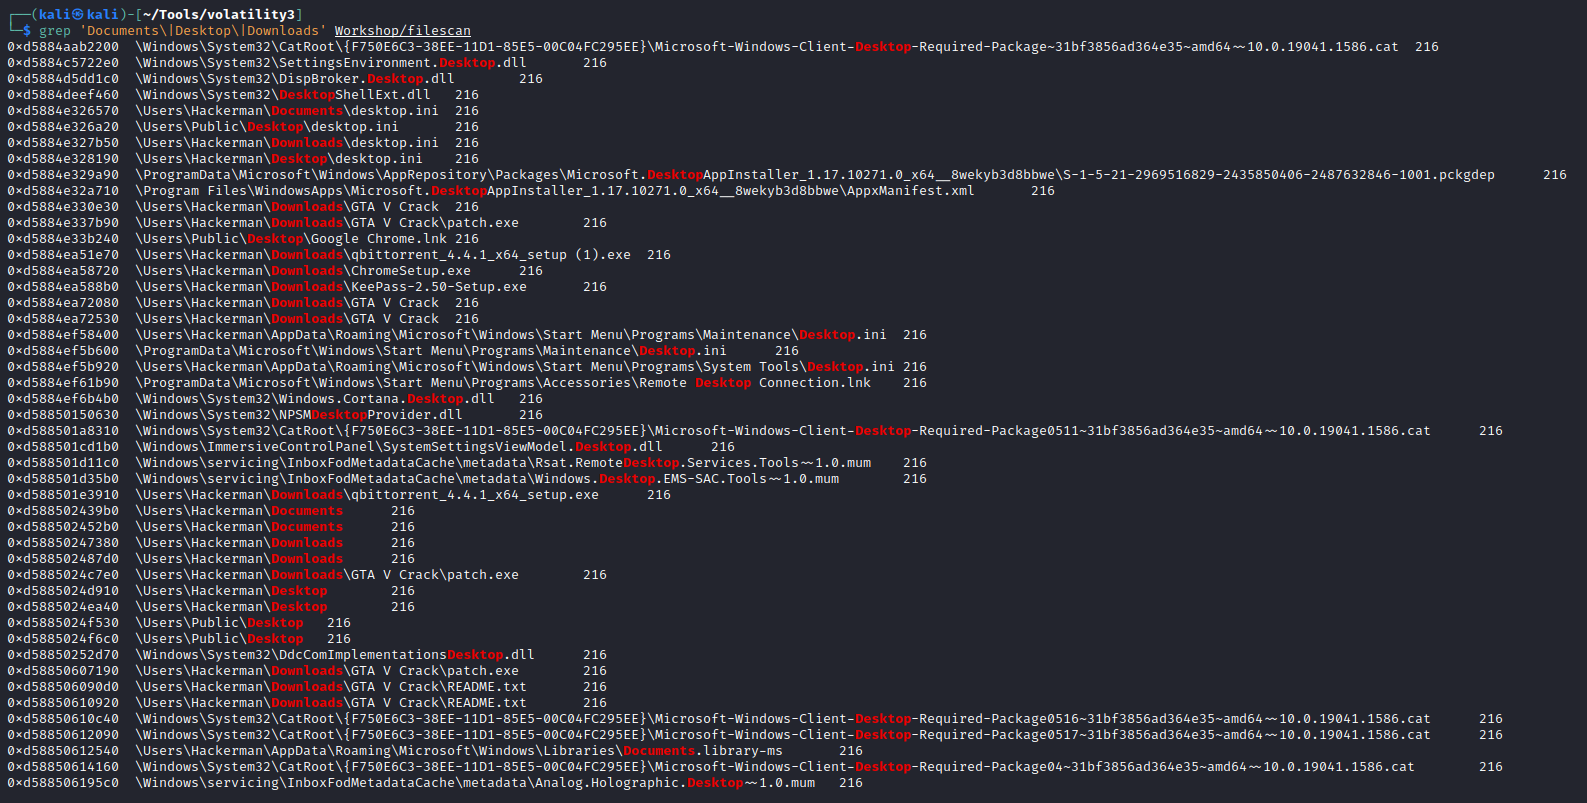 ┌──(kali㉿kali)-[~/Tools/volatility3]
└─$ grep 'Documents\|Desktop\|Downloads' Workshop/filescan
0×d5884aab2200  \Windows\System32\CatRoot\{F750E6C3-38EE-11D1-85E5-00C04FC295EE}\Microsoft-Windows-Client-Desktop-Required-Package~31bf3856ad364e35~amd64~~10.0.19041.1586.cat  216
0×d5884c5722e0  \Windows\System32\SettingsEnvironment.Desktop.dll  216
0×d5884d5dd1c0  \Windows\System32\DispBroker.Desktop.dll  216
0×d5884deef460  \Windows\System32\DesktopShellExt.dll  216
0×d5884e326570  \Users\Hackerman\Documents\desktop.ini  216
0×d5884e326a20  \Users\Public\Desktop\desktop.ini  216
0×d5884e327b50  \Users\Hackerman\Downloads\desktop.ini  216
0×d5884e328190  \Users\Hackerman\Desktop\desktop.ini  216
0×d5884e329a90  \ProgramData\Microsoft\Windows\AppRepository\Packages\Microsoft.DesktopAppInstaller_1.17.10271.0_x64__8wekyb3d8bbwe\S-1-5-21-2969516829-2435850406-2487632846-1001.pckgdep  216
0×d5884e32a710  \Program Files\WindowsApps\Microsoft.DesktopAppInstaller_1.17.10271.0_x64__8wekyb3d8bbwe\AppxManifest.xml  216
0×d5884e330e30  \Users\Hackerman\Downloads\GTA V Crack  216
0×d5884e337b90  \Users\Hackerman\Downloads\GTA V Crack\patch.exe  216
0×d5884e33b240  \Users\Public\Desktop\Google Chrome.lnk 216
0×d5884ea51e70  \Users\Hackerman\Downloads\qbittorrent_4.4.1_x64_setup (1).exe  216
0×d5884ea58720  \Users\Hackerman\Downloads\ChromeSetup.exe  216
0×d5884ea588b0  \Users\Hackerman\Downloads\KeePass-2.50-Setup.exe  216
0×d5884ea72080  \Users\Hackerman\Downloads\GTA V Crack  216
0×d5884ea72530  \Users\Hackerman\Downloads\GTA V Crack  216
0×d5884ef58400  \Users\Hackerman\AppData\Roaming\Microsoft\Windows\Start Menu\Programs\Maintenance\Desktop.ini  216
0×d5884ef5b600  \ProgramData\Microsoft\Windows\Start Menu\Programs\Maintenance\Desktop.ini  216
0×d5884ef5b920  \Users\Hackerman\AppData\Roaming\Microsoft\Windows\Start Menu\Programs\System Tools\Desktop.ini 216
0×d5884ef61b90  \ProgramData\Microsoft\Windows\Start Menu\Programs\Accessories\Remote Desktop Connection.lnk  216
0×d5884ef6b4b0  \Windows\System32\Windows.Cortana.Desktop.dll  216
0×d58850150630  \Windows\System32\NPSMDesktopProvider.dll  216
0×d588501a8310  \Windows\System32\CatRoot\{F750E6C3-38EE-11D1-85E5-00C04FC295EE}\Microsoft-Windows-Client-Desktop-Required-Package0511~31bf3856ad364e35~amd64~~10.0.19041.1586.cat  216
0×d588501cd1b0  \Windows\ImmersiveControlPanel\SystemSettingsViewModel.Desktop.dll  216
0×d588501d11c0  \Windows\servicing\InboxFodMetadataCache\metadata\Rsat.RemoteDesktop.Services.Tools~~1.0.mum  216
0×d588501d35b0  \Windows\servicing\InboxFodMetadataCache\metadata\Windows.Desktop.EMS-SAC.Tools~~1.0.mum  216
0×d588501e3910  \Users\Hackerman\Downloads\qbittorrent_4.4.1_x64_setup.exe  216
0×d588502439b0  \Users\Hackerman\Documents  216
0×d588502452b0  \Users\Hackerman\Documents  216
0×d58850247380  \Users\Hackerman\Downloads  216
0×d588502487d0  \Users\Hackerman\Downloads  216
0×d5885024c7e0  \Users\Hackerman\Downloads\GTA V Crack\patch.exe  216
0×d5885024d910  \Users\Hackerman\Desktop  216
0×d5885024ea40  \Users\Hackerman\Desktop  216
0×d5885024f530  \Users\Public\Desktop  216
0×d5885024f6c0  \Users\Public\Desktop  216
0×d58850252d70  \Windows\System32\DdcComImplementationsDesktop.dll  216
0×d58850607190  \Users\Hackerman\Downloads\GTA V Crack\patch.exe  216
0×d588506090d0  \Users\Hackerman\Downloads\GTA V Crack\README.txt  216
0×d58850610920  \Users\Hackerman\Downloads\GTA V Crack\README.txt  216
0×d58850610c40  \Windows\System32\CatRoot\{F750E6C3-38EE-11D1-85E5-00C04FC295EE}\Microsoft-Windows-Client-Desktop-Required-Package0516~31bf3856ad364e35~amd64~~10.0.19041.1586.cat  216
0×d58850612090  \Windows\System32\CatRoot\{F750E6C3-38EE-11D1-85E5-00C04FC295EE}\Microsoft-Windows-Client-Desktop-Required-Package0517~31bf3856ad364e35~amd64~~10.0.19041.1586.cat  216
0×d58850612540  \Users\Hackerman\AppData\Roaming\Microsoft\Windows\Libraries\Documents.library-ms  216
0×d58850614160  \Windows\System32\CatRoot\{F750E6C3-38EE-11D1-85E5-00C04FC295EE}\Microsoft-Windows-Client-Desktop-Required-Package04~31bf3856ad364e35~amd64~~10.0.19041.1586.cat  216
0×d588506195c0  \Windows\servicing\InboxFodMetadataCache\metadata\Analog.Holographic.Desktop~~1.0.mum  216